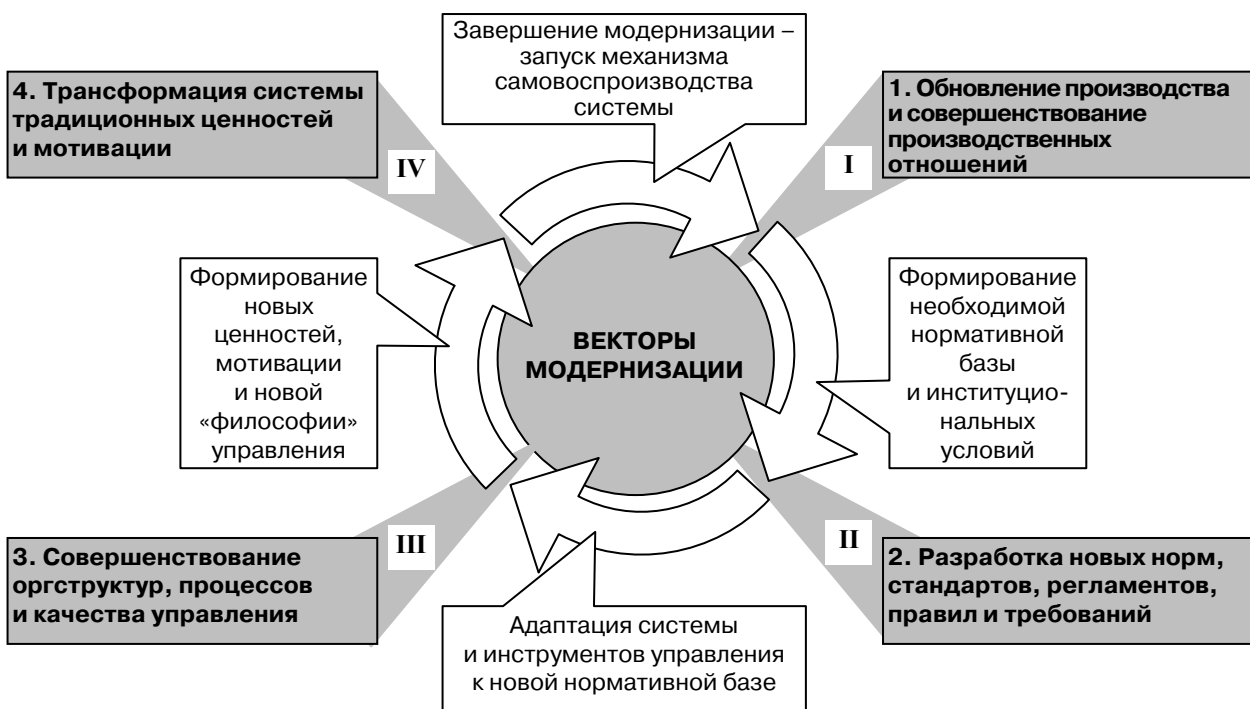 Завершение модернизации –
запуск механизма
самовоспроизводства
системы
4. Трансформация системы
традиционных ценностей
и мотивации
1. Обновление производства
и совершенствование
производственных
отношений
IV
I
Формирование
новых
ценностей,
мотивации
и новой
«философии»
управления
ВЕКТОРЫ
МОДЕРНИЗАЦИИ
Формирование
необходимой
нормативной
базы
и институцио-
нальных
условий
III
II
3. Совершенствование
оргструктур, процессов
и качества управления
2. Разработка новых норм,
стандартов, регламентов,
правил и требований
Адаптация системы
и инструментов управления
к новой нормативной базе